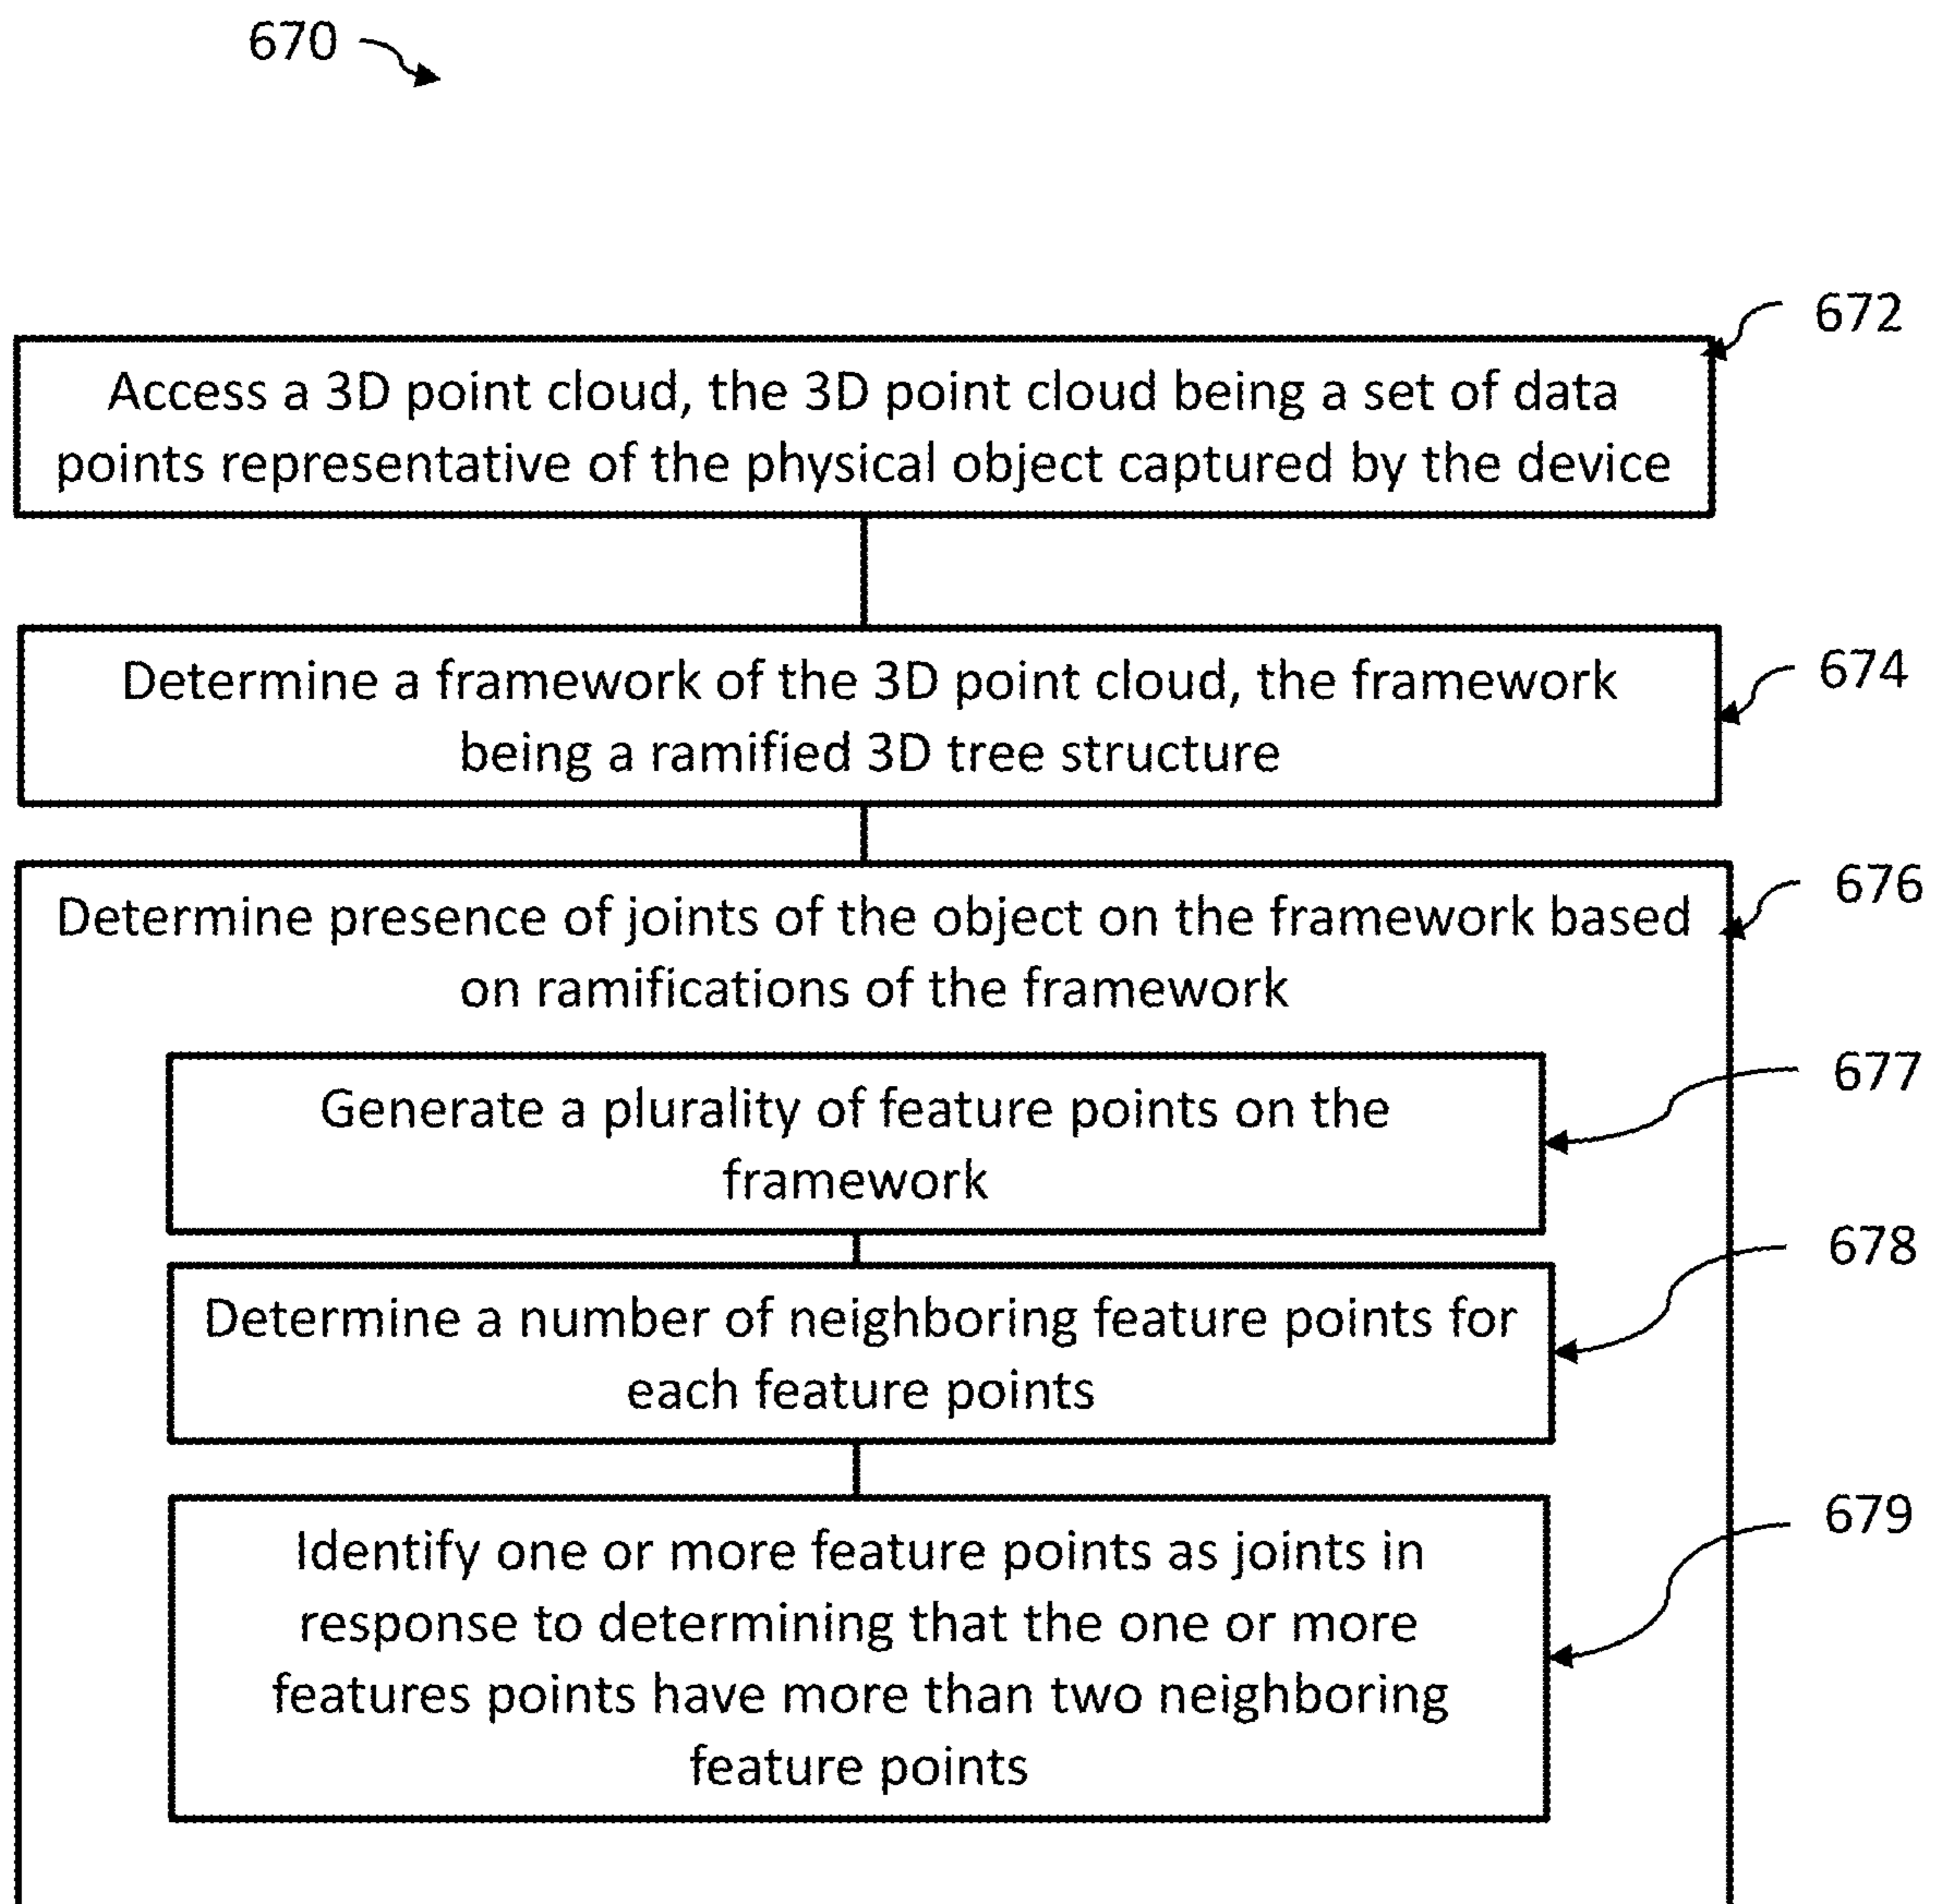 670
672
Access a 3D point cloud, the 3D point cloud being a set of data
points representative of the physical object captured by the device
674
Determine a framework of the 3D point cloud, the framework
being a ramified 3D tree structure
676
Determine presence of joints of the object on the framework based
on ramifications of the framework
677
Generate a plurality of feature points on the
framework
678
Determine a number of neighboring feature points for
each feature points
679
Identify one or more feature points as joints in
response to determining that the one or more
features points have more than two neighboring
feature points